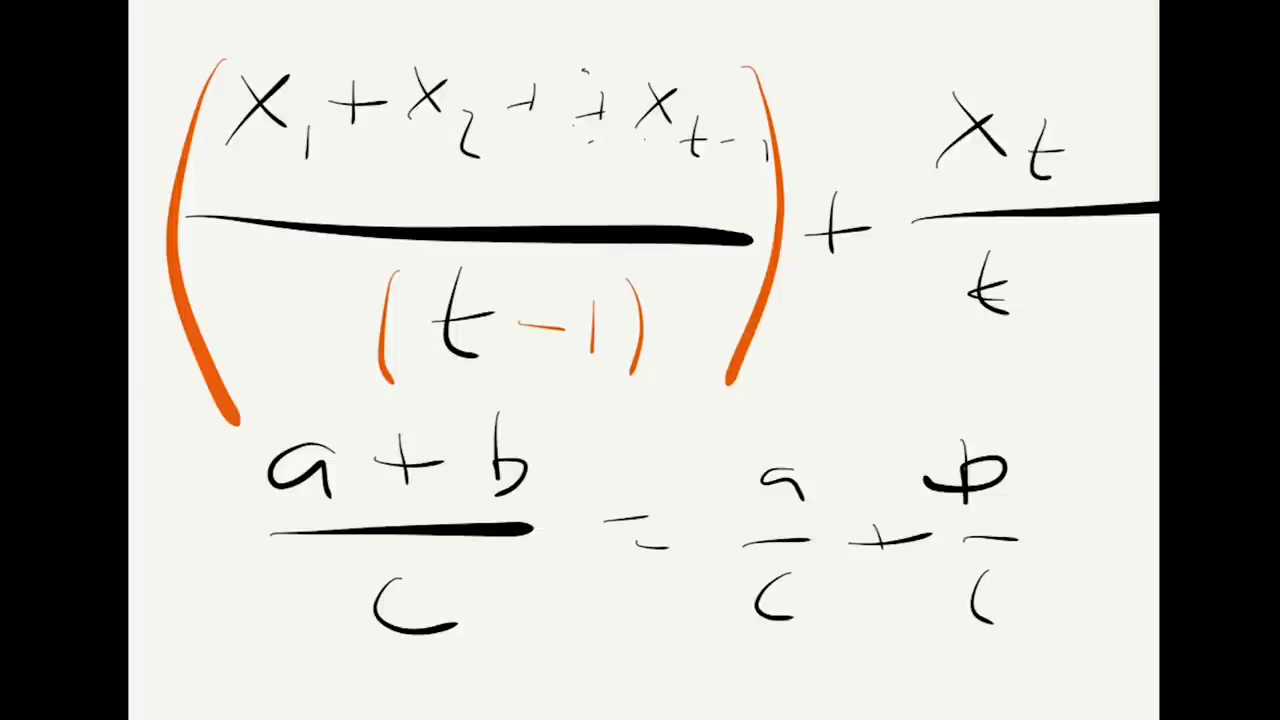 (x₁ + x₂ + ⋯ + xₜ₋₁) / (t - 1) + xₜ / t
(a + b) / c = a / c + b / c